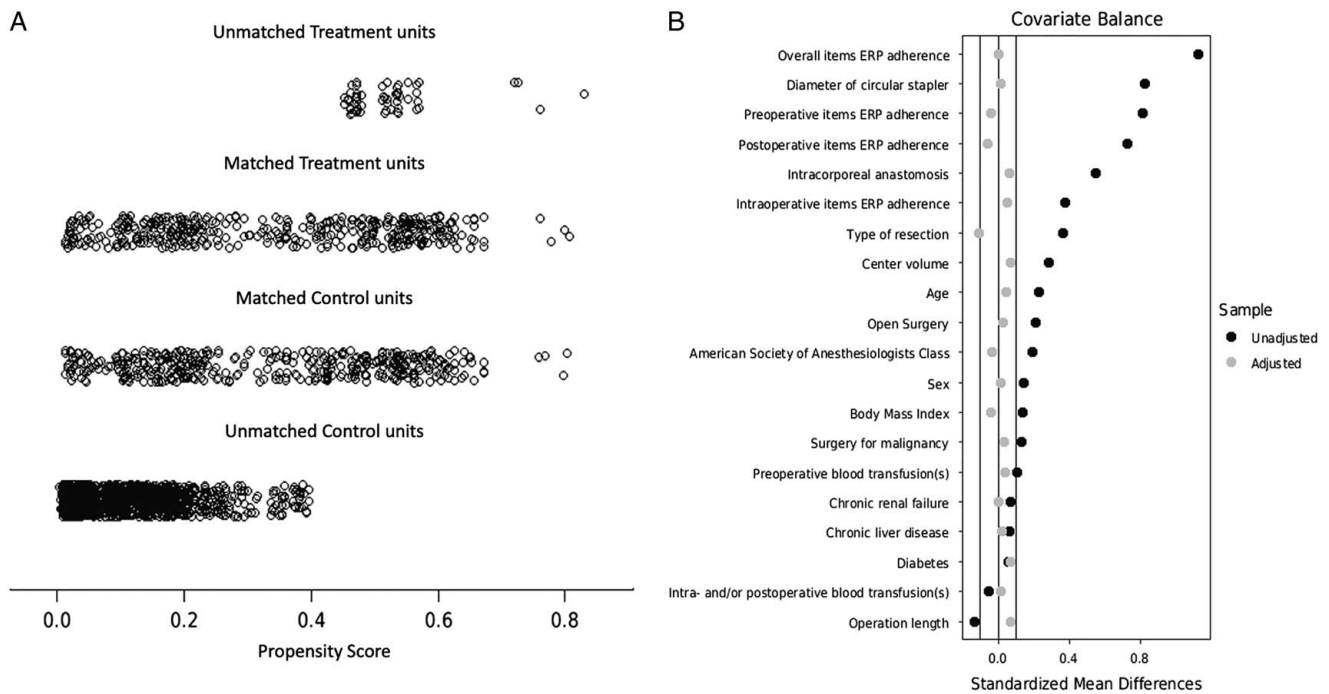 A
Unmatched Treatment units
Matched Treatment units
Matched Control units
Unmatched Control units
0.0 0.2 0.4 0.6 0.8
Propensity Score
B
Covariate Balance
Overall items ERP adherence
Diameter of circular stapler
Preoperative items ERP adherence
Postoperative items ERP adherence
Intracorporeal anastomosis
Intraoperative items ERP adherence
Type of resection
Center volume
Age
Open Surgery
American Society of Anesthesiologists Class
Sex
Body Mass Index
Surgery for malignancy
Preoperative blood transfusion(s)
Chronic renal failure
Chronic liver disease
Diabetes
Intra- and/or postoperative blood transfusion(s)
Operation length
0.0 0.4 0.8
Standardized Mean Differences
Sample
Unadjusted
Adjusted